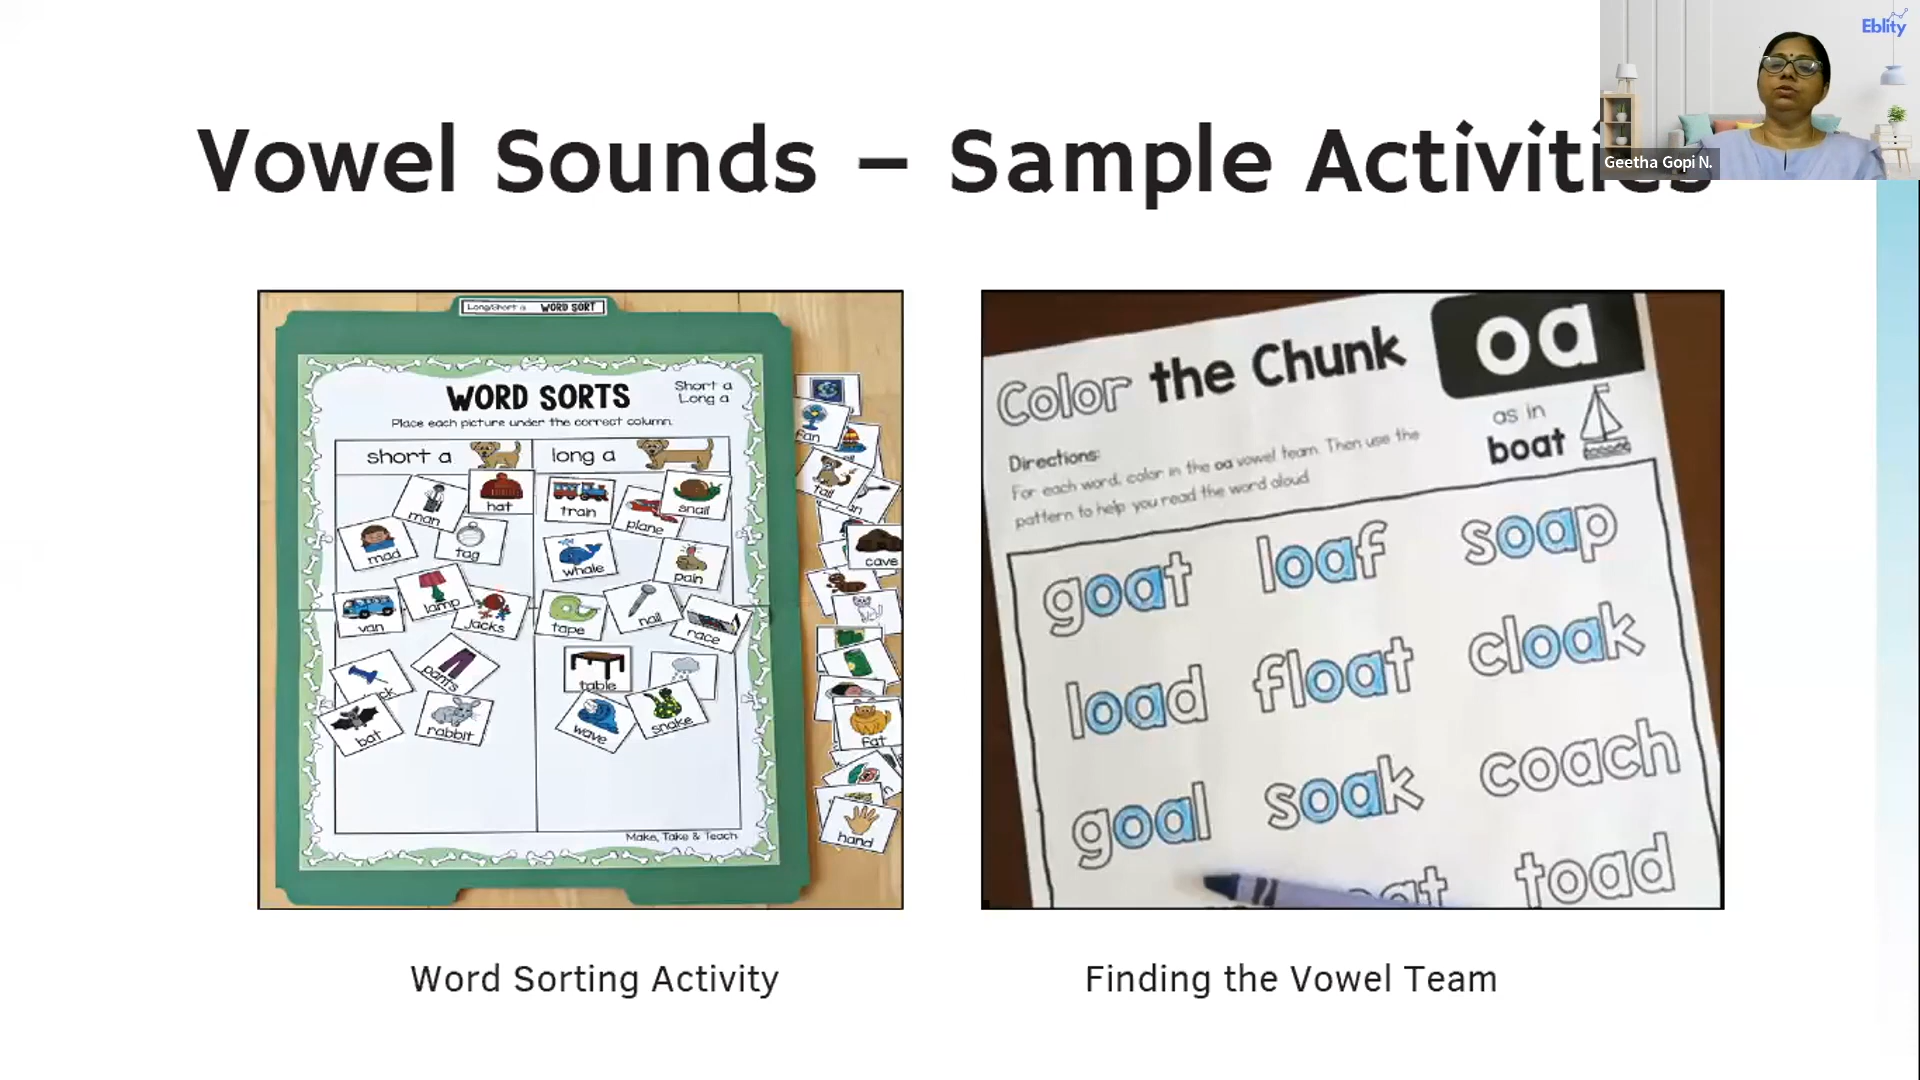 Eblity
Geetha Gopi N.
Vowel Sounds – Sample
Long/Short a WORD SORT
WORD SORTS
Short a
Long a
Place each picture under the correct column.
short a
long a
man
hat
train
plane
snail
mad
tag
whale
pain
van
lamp
jacks
tape
nail
race
pants
table
bat
rabbit
wave
snake
Make, Take & Teach
fan
tail
cave
fat
hand
Color the Chunk
oa
as in
boat
Directions:
For each word, color in the oa vowel team. Then use the
pattern to help you read the word aloud.
goat loaf soap
load float cloak
goal soak coach
toad
Word Sorting Activity
Finding the Vowel Team